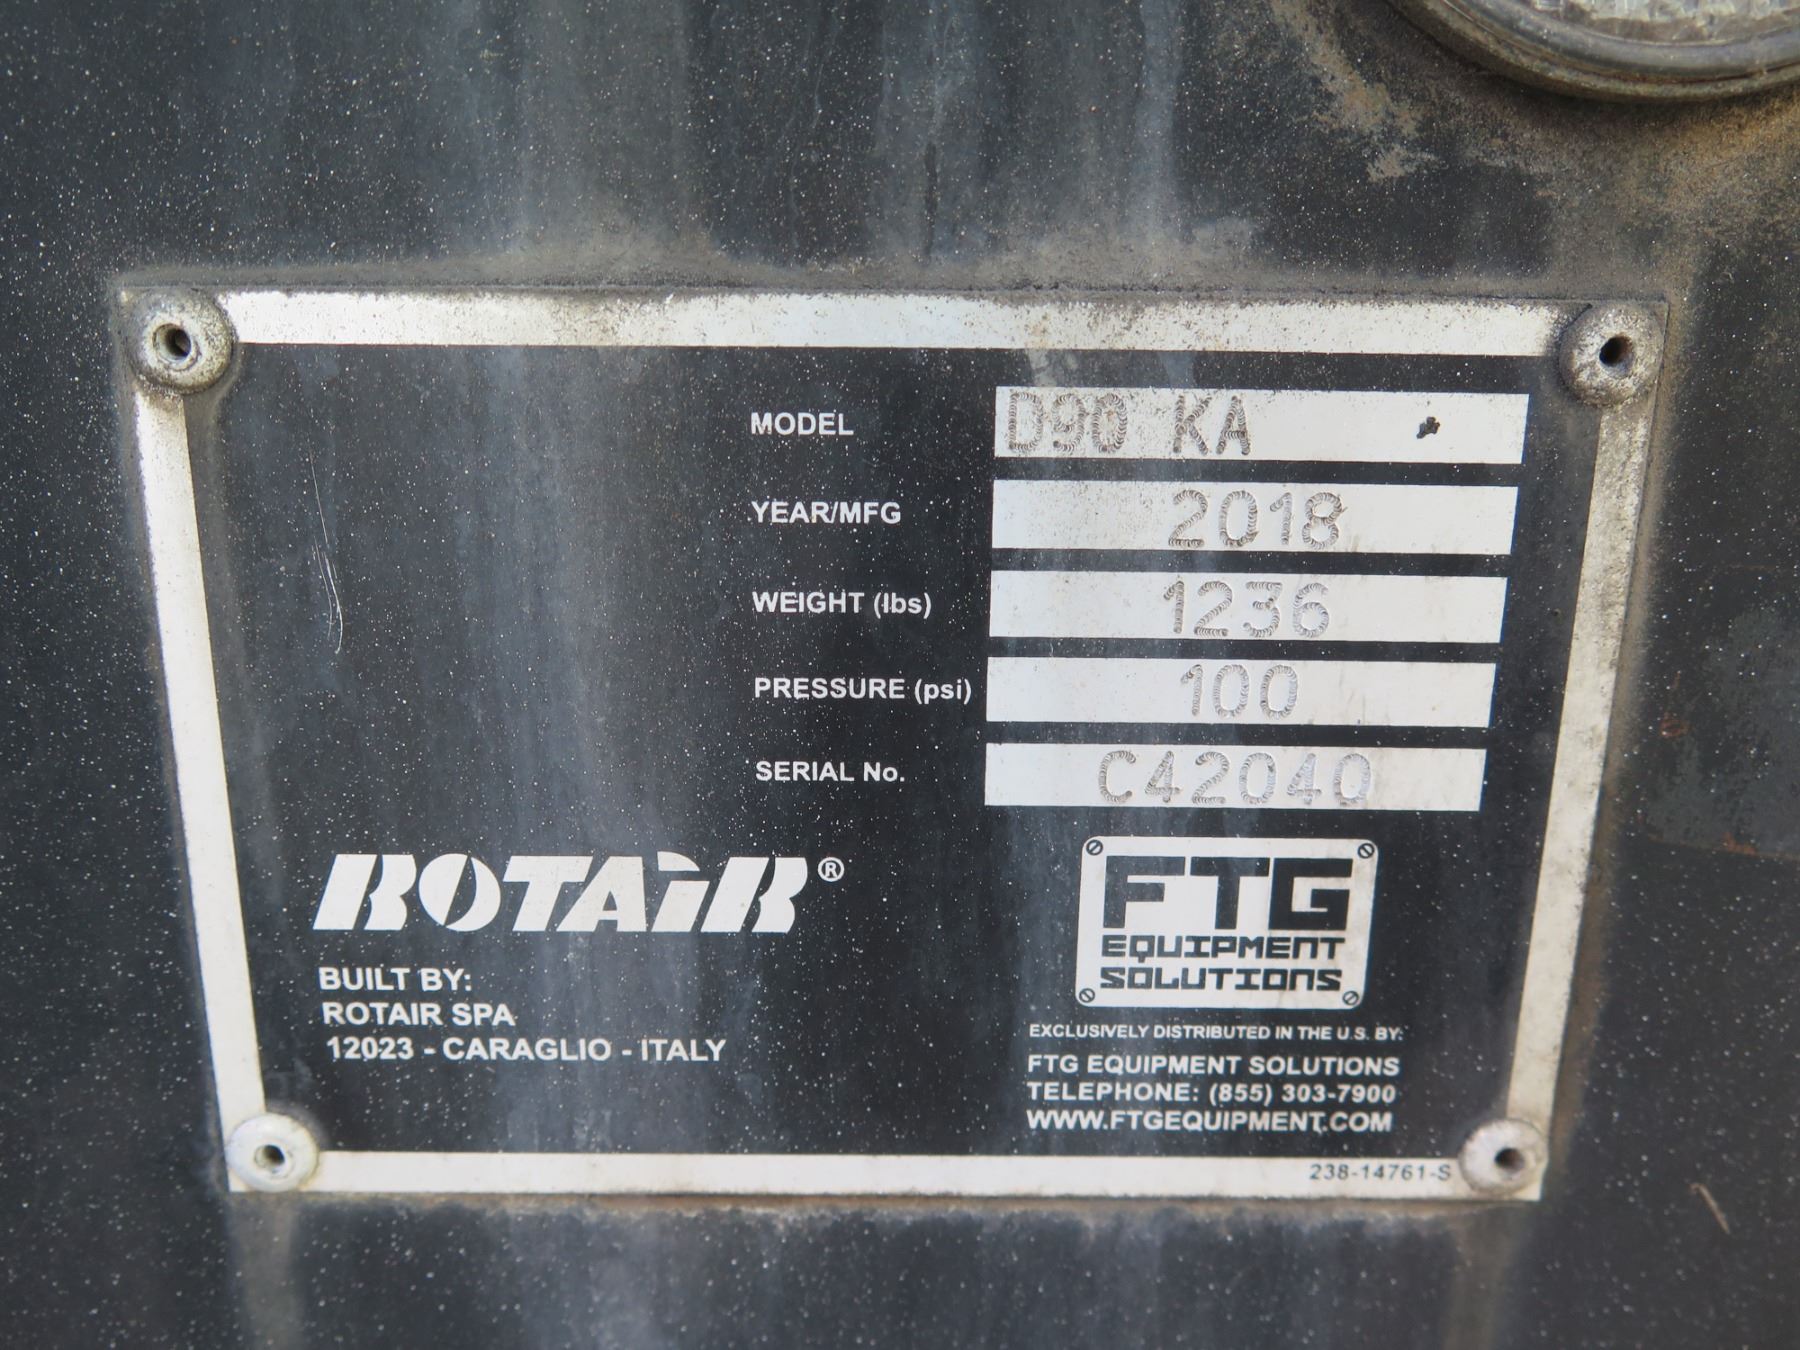 MODEL D90 KA
YEAR/MFG 2018
WEIGHT (lbs) 1236
PRESSURE (psi) 100
SERIAL No. C42040
ROTAIR®
BUILT BY:
ROTAIR SPA
12023 - CARAGLIO - ITALY
FTG
EQUIPMENT
SOLUTIONS
EXCLUSIVELY DISTRIBUTED IN THE U.S. BY:
FTG EQUIPMENT SOLUTIONS
TELEPHONE: (855) 303-7900
WWW.FTGEQUIPMENT.COM
238-14761-S